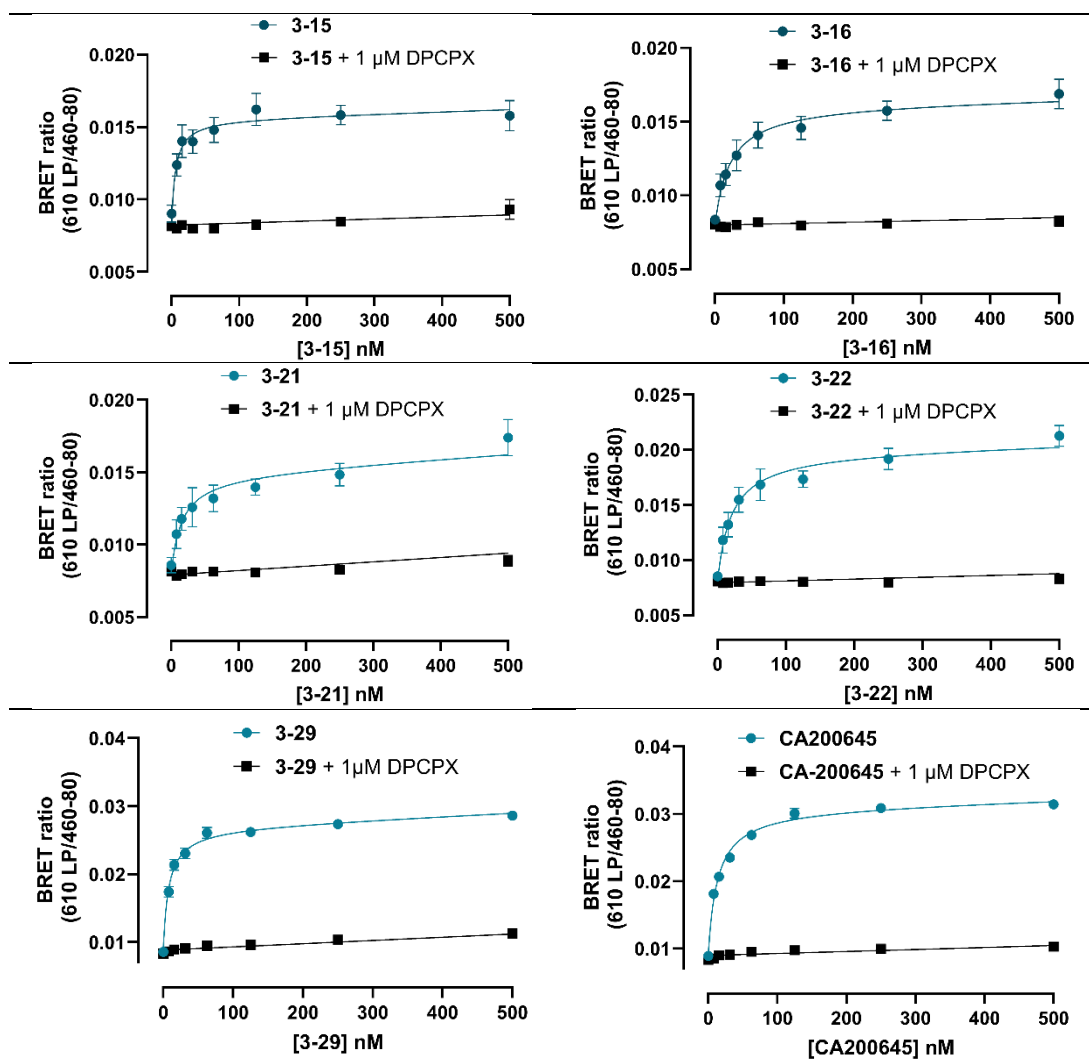 3-15
3-15 + 1 µM DPCPX
BRET ratio
(610 LP/460-80)
0.020
0.015
0.010
0.005
0 100 200 300 400 500
[3-15] nM
3-16
3-16 + 1 µM DPCPX
BRET ratio
(610 LP/460-80)
0.020
0.015
0.010
0.005
0 100 200 300 400 500
[3-16] nM
3-21
3-21 + 1 µM DPCPX
BRET ratio
(610 LP/460-80)
0.020
0.015
0.010
0.005
0 100 200 300 400 500
[3-21] nM
3-22
3-22 + 1 µM DPCPX
BRET ratio
(610 LP/460-80)
0.025
0.020
0.015
0.010
0.005
0 100 200 300 400 500
[3-22] nM
3-29
3-29 + 1µM DPCPX
BRET ratio
(610 LP/460-80)
0.04
0.03
0.02
0.01
0 100 200 300 400 500
[3-29] nM
CA200645
CA-200645 + 1 µM DPCPX
BRET ratio
(610 LP/460-80)
0.04
0.03
0.02
0.01
0 100 200 300 400 500
[CA200645] nM